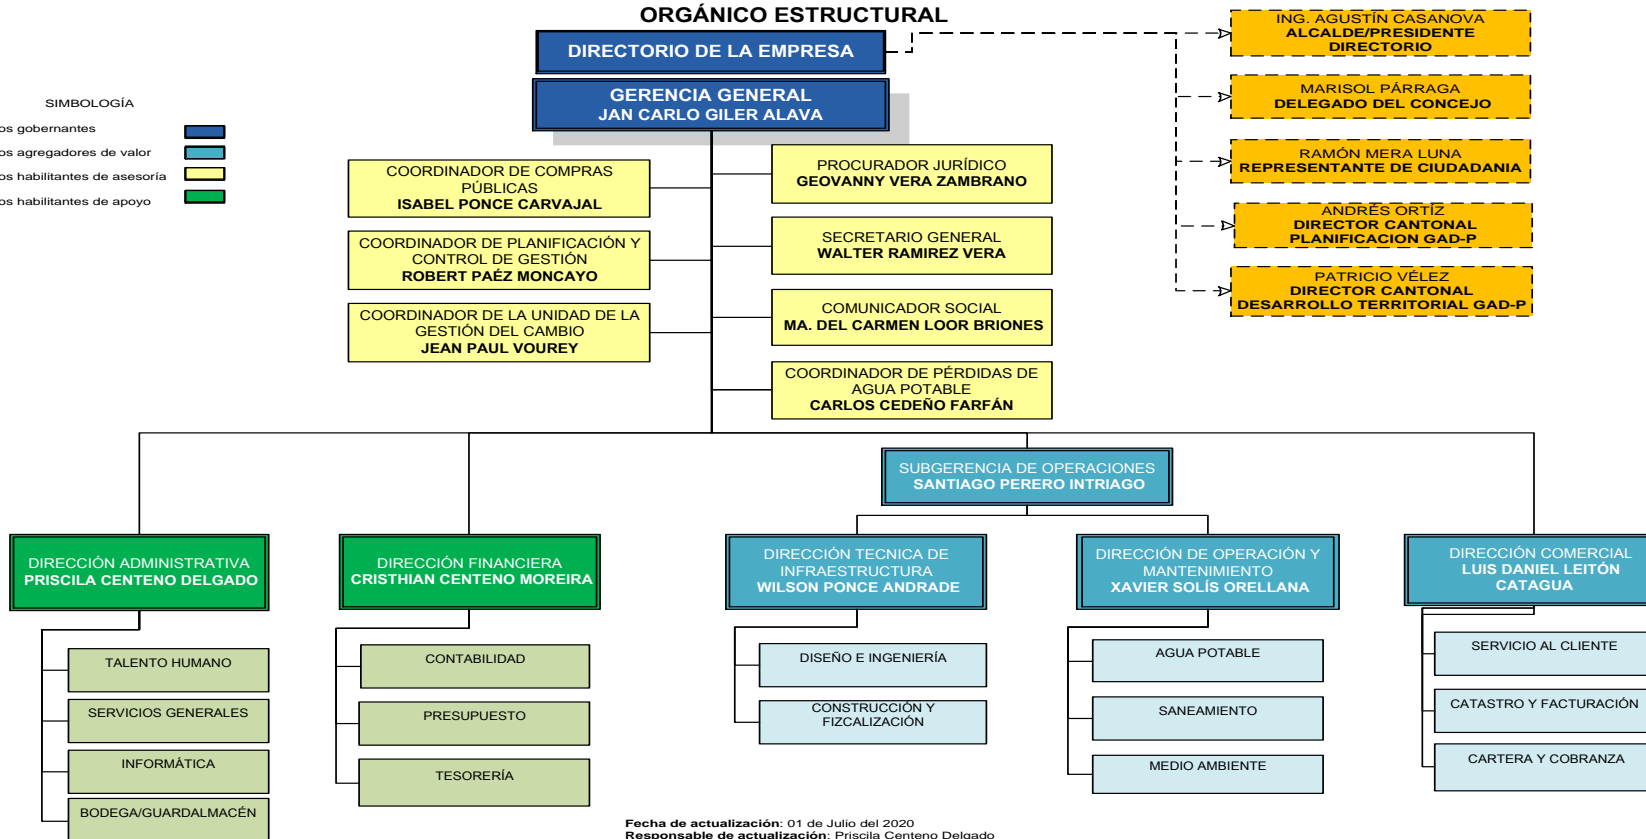 ORGÁNICO ESTRUCTURAL
DIRECTORIO DE LA EMPRESA
GERENCIA GENERAL
JAN CARLO GILER ALAVA
ING. AGUSTÍN CASANOVA
ALCALDE/PRESIDENTE
DIRECTORIO
MARISOL PÁRRAGA
DELEGADO DEL CONCEJO
RAMÓN MERA LUNA
REPRESENTANTE DE CIUDADANIA
ANDRÉS ORTÍZ
DIRECTOR CANTONAL
PLANIFICACION GAD-P
PATRICIO VÉLEZ
DIRECTOR CANTONAL
DESARROLLO TERRITORIAL GAD-P
SIMBOLOGÍA
os gobernantes
os agregadores de valor
os habilitantes de asesoría
os habilitantes de apoyo
COORDINADOR DE COMPRAS
PÚBLICAS
ISABEL PONCE CARVAJAL
COORDINADOR DE PLANIFICACIÓN Y
CONTROL DE GESTIÓN
ROBERT PAÉZ MONCAYO
COORDINADOR DE LA UNIDAD DE LA
GESTIÓN DEL CAMBIO
JEAN PAUL VOUREY
PROCURADOR JURÍDICO
GEOVANNY VERA ZAMBRANO
SECRETARIO GENERAL
WALTER RAMIREZ VERA
COMUNICADOR SOCIAL
MA. DEL CARMEN LOOR BRIONES
COORDINADOR DE PÉRDIDAS DE
AGUA POTABLE
CARLOS CEDEÑO FARFÁN
SUBGERENCIA DE OPERACIONES
SANTIAGO PERERO INTRIAGO
DIRECCIÓN ADMINISTRATIVA
PRISCILA CENTENO DELGADO
TALENTO HUMANO
SERVICIOS GENERALES
INFORMÁTICA
BODEGA/GUARDALMACÉN
DIRECCIÓN FINANCIERA
CRISTHIAN CENTENO MOREIRA
CONTABILIDAD
PRESUPUESTO
TESORERÍA
DIRECCIÓN TECNICA DE
INFRAESTRUCTURA
WILSON PONCE ANDRADE
DISEÑO E INGENIERÍA
CONSTRUCCIÓN Y
FIZCALIZACIÓN
DIRECCIÓN DE OPERACIÓN Y
MANTENIMIENTO
XAVIER SOLÍS ORELLANA
AGUA POTABLE
SANEAMIENTO
MEDIO AMBIENTE
DIRECCIÓN COMERCIAL
LUIS DANIEL LEITÓN
CATAGUA
SERVICIO AL CLIENTE
CATASTRO Y FACTURACIÓN
CARTERA Y COBRANZA
Fecha de actualización: 01 de Julio del 2020
Responsable de actualización: Priscila Centeno Delgado